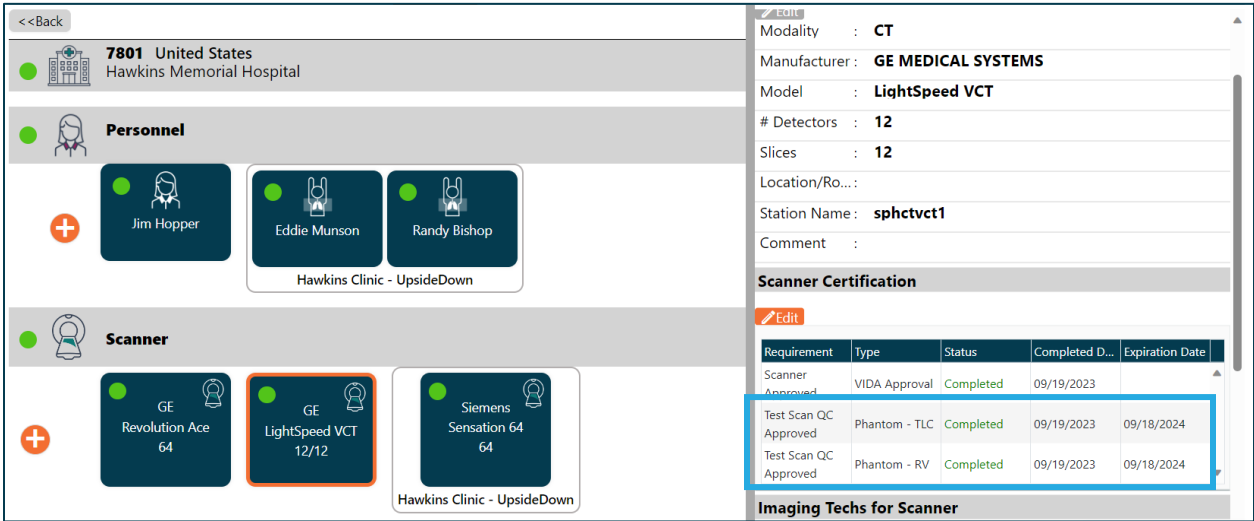 <<Back
7801 United States
Hawkins Memorial Hospital
Personnel
Jim Hopper
Eddie Munson
Randy Bishop
Hawkins Clinic - UpsideDown
Scanner
GE
Revolution Ace
64
GE
LightSpeed VCT
12/12
Siemens
Sensation 64
64
Hawkins Clinic - UpsideDown
Edit
Modality : CT
Manufacturer : GE MEDICAL SYSTEMS
Model : LightSpeed VCT
# Detectors : 12
Slices : 12
Location/Ro... :
Station Name : sphctvct1
Comment :
Scanner Certification
Edit
Requirement Type Status Completed D... Expiration Date
Scanner
Approved VIDA Approval Completed 09/19/2023
Test Scan QC
Approved Phantom - TLC Completed 09/19/2023 09/18/2024
Test Scan QC
Approved Phantom - RV Completed 09/19/2023 09/18/2024
Imaging Techs for Scanner